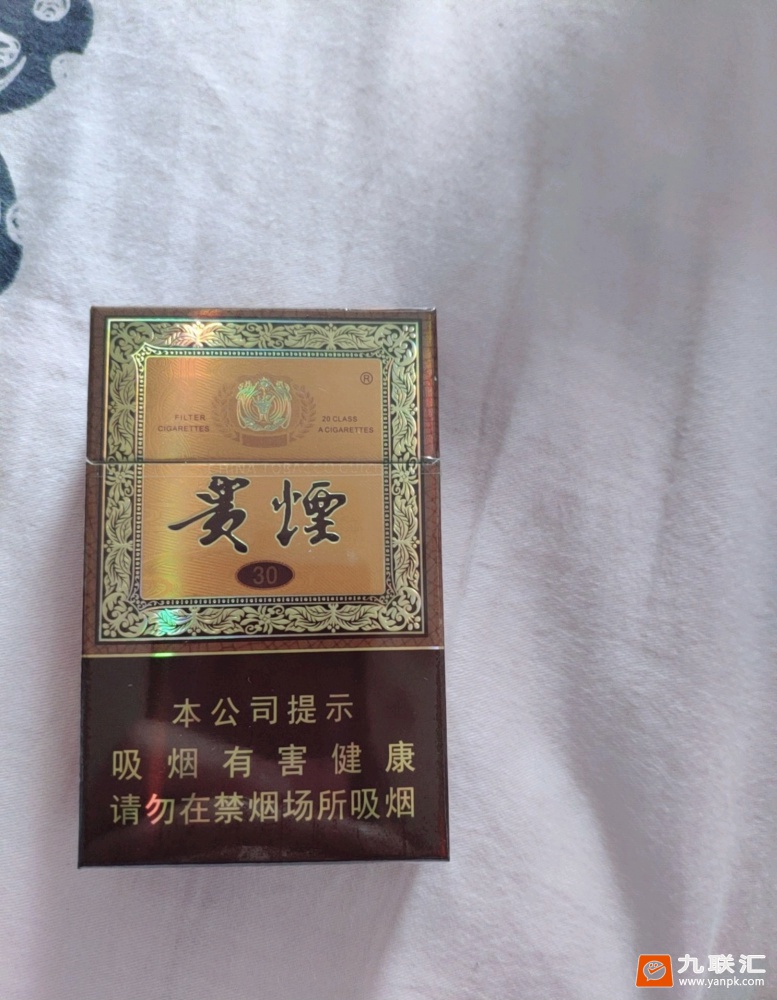 ®
FILTER
CIGARETTES
20 CLASS
A CIGARETTES
貴煙
30
本公司提示
吸烟有害健康
请勿在禁烟场所吸烟
九联汇
www.yanpk.com